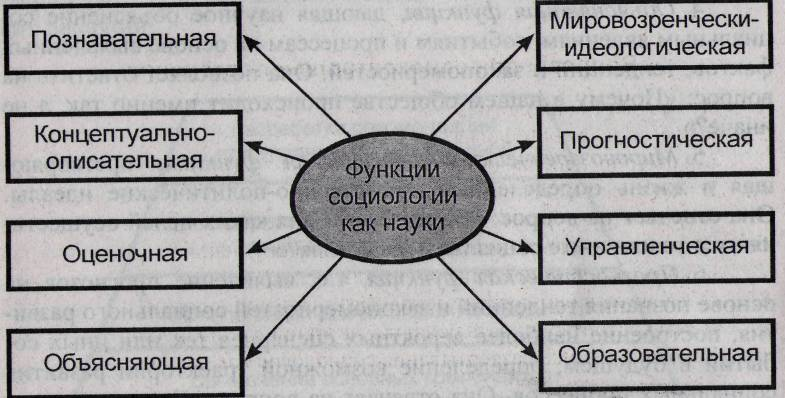 Познавательная
Концептуально-
описательная
Оценочная
Объясняющая
Функции
социологии
как науки
Мировозренчески-
идеологическая
Прогностическая
Управленческая
Образовательная